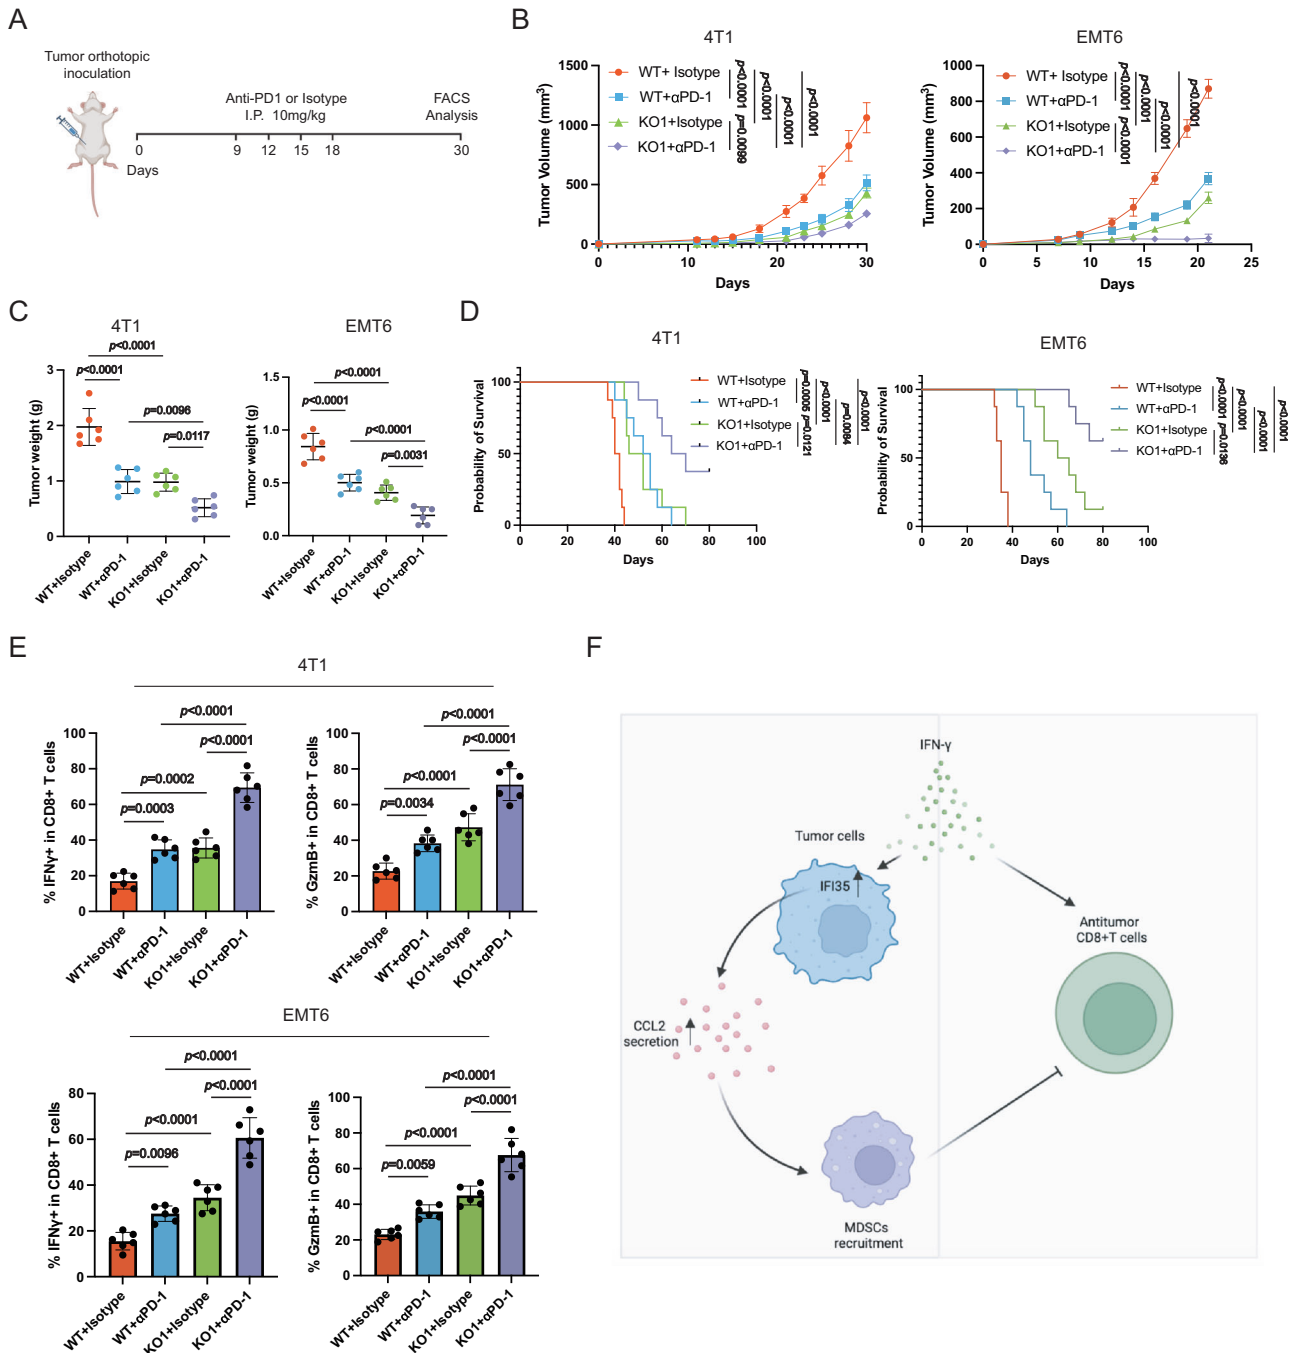 A
Tumor orthotopic
inoculation
Anti-PD1 or Isotype
I.P. 10mg/kg
FACS
Analysis
0 9 12 15 18 30
Days
B
4T1
Tumor Volume (mm3)
1500
1000
500
0
0 10 20 30
Days
WT+ Isotype
WT+αPD-1
KO1+Isotype
KO1+αPD-1
p<0.0001
p=0.0099
p<0.0001
p<0.0001
p<0.0001
EMT6
Tumor Volume (mm3)
1000
800
600
400
200
0
0 5 10 15 20 25
Days
WT+ Isotype
WT+αPD-1
KO1+Isotype
KO1+αPD-1
p<0.0001
p<0.0001
p<0.0001
p<0.0001
p<0.0001
C
4T1
Tumor weight (g)
3
2
1
0
p<0.0001
p<0.0001
p=0.0096
p=0.0117
WT+Isotype
WT+αPD-1
KO1+Isotype
KO1+αPD-1
EMT6
Tumor weight (g)
1.5
1.0
0.5
0.0
p<0.0001
p<0.0001
p<0.0001
p=0.0031
WT+Isotype
WT+αPD-1
KO1+Isotype
KO1+αPD-1
D
4T1
Probability of Survival
100
50
0
0 20 40 60 80 100
Days
WT+Isotype
WT+αPD-1
KO1+Isotype
KO1+αPD-1
p=0.0005
p=0.0121
p<0.0001
p=0.0084
p<0.0001
EMT6
Probability of Survival
100
50
0
0 20 40 60 80 100
Days
WT+Isotype
WT+αPD-1
KO1+Isotype
KO1+αPD-1
p<0.0001
p=0.0136
p<0.0001
p<0.0001
p<0.0001
E
4T1
% IFNγ+ in CD8+ T cells
100
80
60
40
20
0
p<0.0001
p<0.0001
p=0.0002
p=0.0003
WT+Isotype
WT+αPD-1
KO1+Isotype
KO1+αPD-1
% GzmB+ in CD8+ T cells
100
80
60
40
20
0
p<0.0001
p<0.0001
p<0.0001
p=0.0034
WT+Isotype
WT+αPD-1
KO1+Isotype
KO1+αPD-1
EMT6
% IFNγ+ in CD8+ T cells
80
60
40
20
0
p<0.0001
p<0.0001
p<0.0001
p=0.0096
WT+Isotype
WT+αPD-1
KO1+Isotype
KO1+αPD-1
% GzmB+ in CD8+ T cells
100
80
60
40
20
0
p<0.0001
p<0.0001
p<0.0001
p=0.0059
WT+Isotype
WT+αPD-1
KO1+Isotype
KO1+αPD-1
F
IFN-γ
Tumor cells
IFI35
Antitumor
CD8+T cells
CCL2
secretion
MDSCs
recruitment